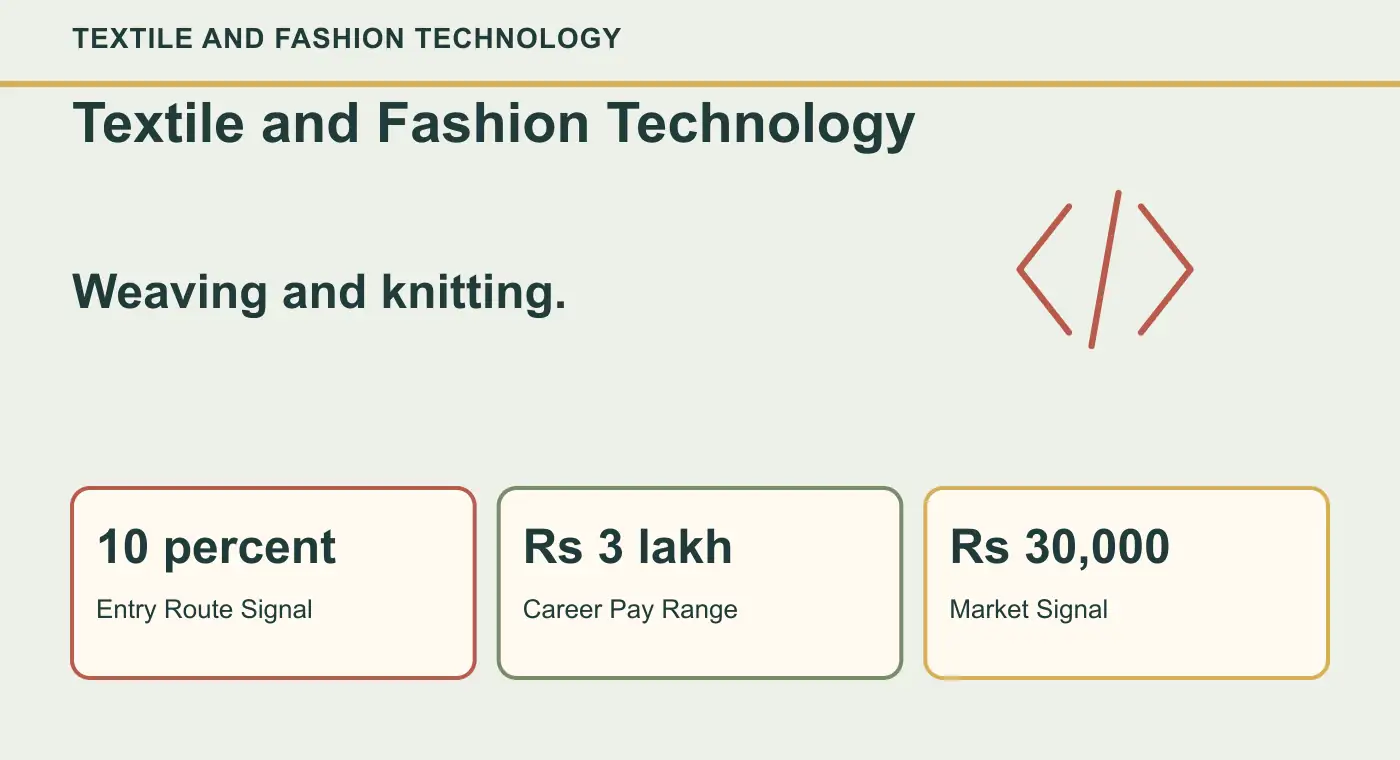 TEXTILE AND FASHION TECHNOLOGY
Textile and Fashion Technology
Weaving and knitting.
10 percent
Entry Route Signal
Rs 3 lakh
Career Pay Range
Rs 30,000
Market Signal